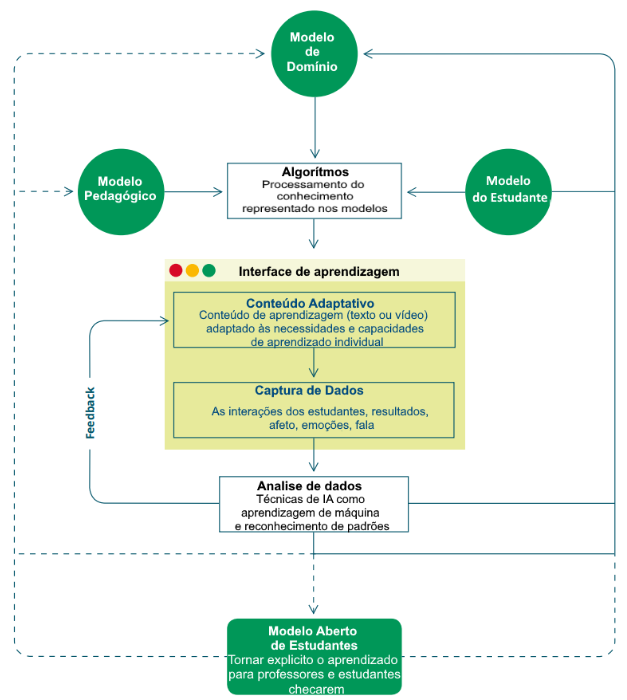 Modelo
de
Domínio
Modelo
Pedagógico
Algorítmos
Processamento do
conhecimento
representado nos modelos
Modelo
do Estudante
Interface de aprendizagem
Conteúdo Adaptativo
Conteúdo de aprendizagem (texto ou vídeo)
adaptado às necessidades e capacidades
de aprendizado individual
Captura de Dados
As interações dos estudantes, resultados,
afeto, emoções, fala
Feedback
Analise de dados
Técnicas de IA como
aprendizagem de máquina
e reconhecimento de padrões
Modelo Aberto
de Estudantes
Tornar explicito o aprendizado
para professores e estudantes
checarem